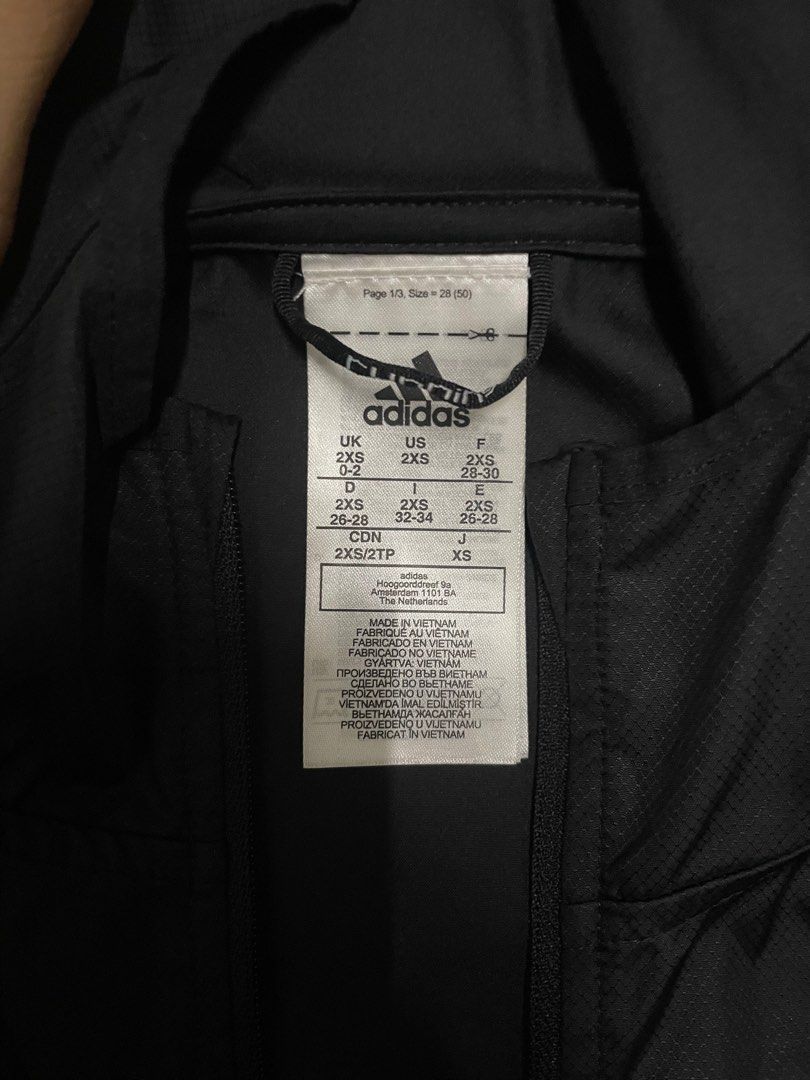 Page 1/3, Size = 28 (50)
adidas
UK US F
2XS 2XS 2XS
0-2 28-30
D I E
2XS 2XS 2XS
26-28 32-34 26-28
CDN J
2XS/2TP XS
adidas
Hoogoorddreef 9a
Amsterdam 1101 BA
The Netherlands
MADE IN VIETNAM
FABRIQUÉ AU VIÊTNAM
FABRICADO EN VIETNAM
FABRICADO NO VIETNAME
GYÁRTVA: VIETNÁM
ПРОИЗВЕДЕНО ВЪВ ВИЕТНАМ
СДЕЛАНО ВО ВЬЕТНАМЕ
PROIZVEDENO U VIJETNAMU
VİETNAM'DA İMAL EDİLMİŞTİR.
ВЬЕТНАМДА ЖАСАЛҒАН
PROIZVEDENO U VIJETNAMU
FABRICAT ÎN VIETNAM